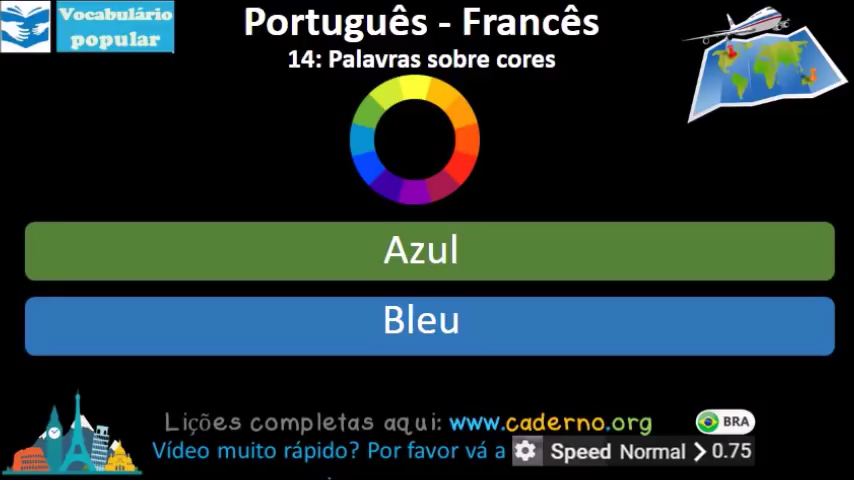 Vocabulário
popular
Português - Francês
14: Palavras sobre cores
Azul
Bleu
Lições completas aqui: www.caderno.org
BRA
Vídeo muito rápido? Por favor vá a Speed Normal > 0.75